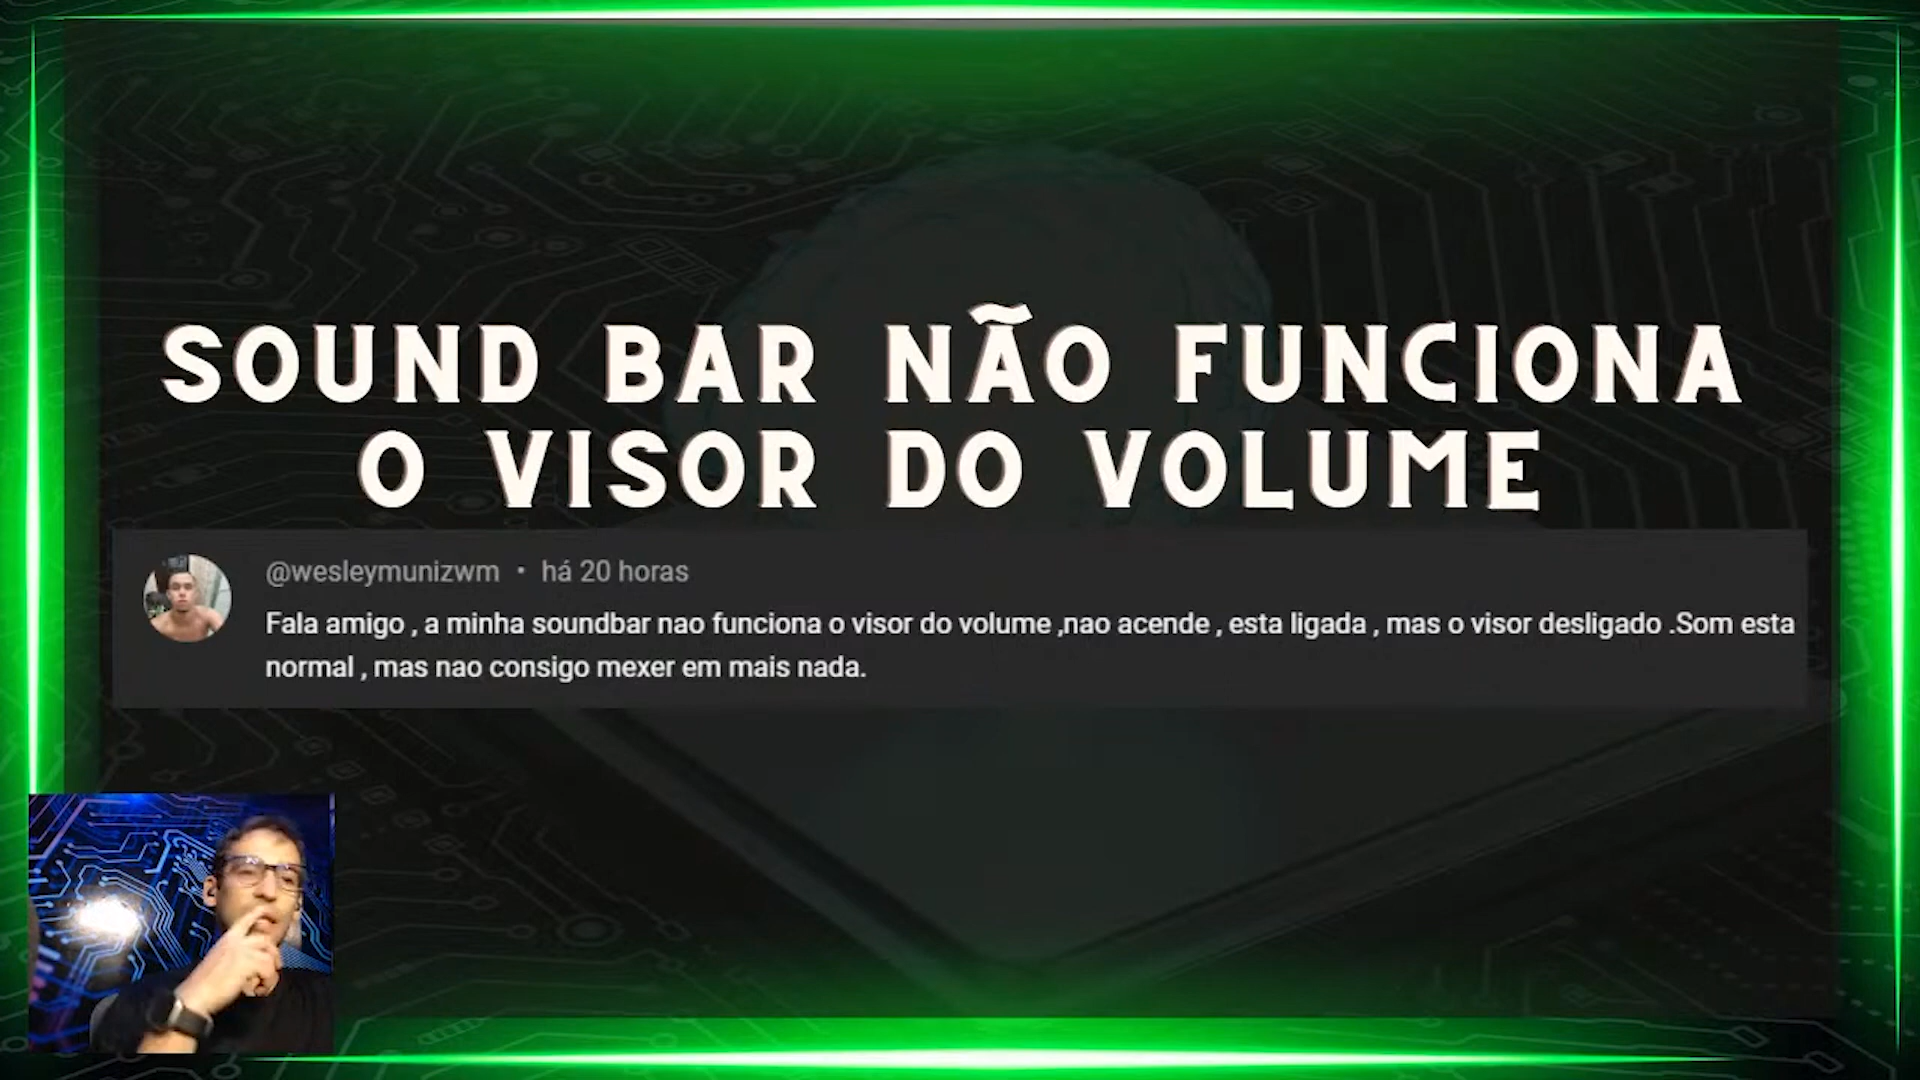 SOUND BAR NÃO FUNCIONA
O VISOR DO VOLUME
@wesleymunizwm • há 20 horas
Fala amigo , a minha soundbar nao funciona o visor do volume ,nao acende , esta ligada , mas o visor desligado .Som esta
normal , mas nao consigo mexer em mais nada.